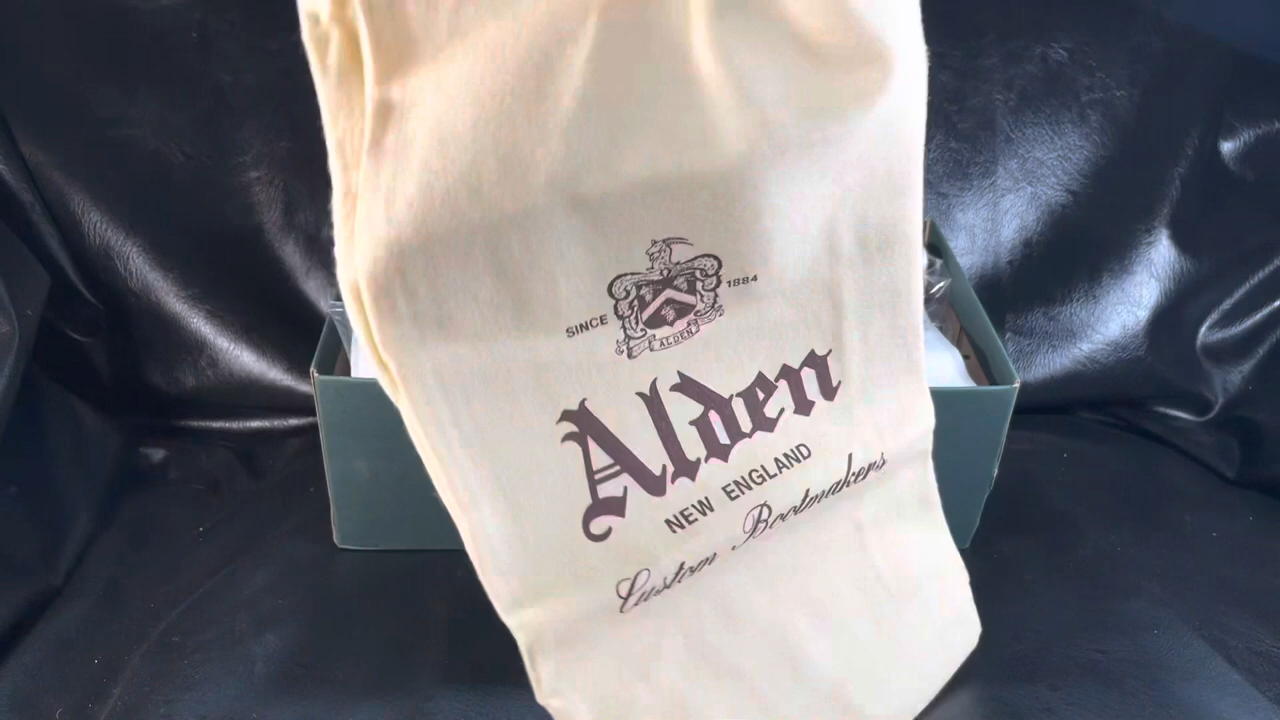 SINCE 1884
ALDEN
Alden
NEW ENGLAND
Custom Bootmakers